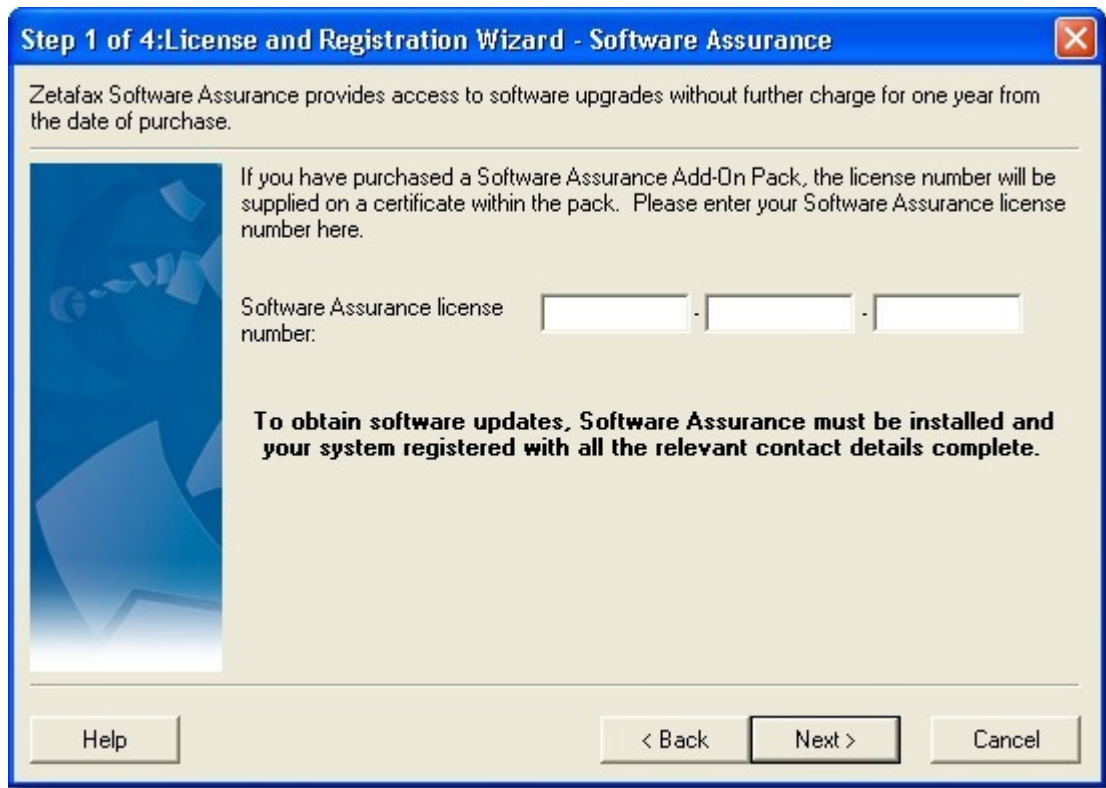 Step 1 of 4:License and Registration Wizard - Software Assurance
Zetafax Software Assurance provides access to software upgrades without further charge for one year from
the date of purchase.
If you have purchased a Software Assurance Add-On Pack, the license number will be
supplied on a certificate within the pack.  Please enter your Software Assurance license
number here.
Software Assurance license
number:
- -
To obtain software updates, Software Assurance must be installed and
your system registered with all the relevant contact details complete.
Help < Back Next > Cancel